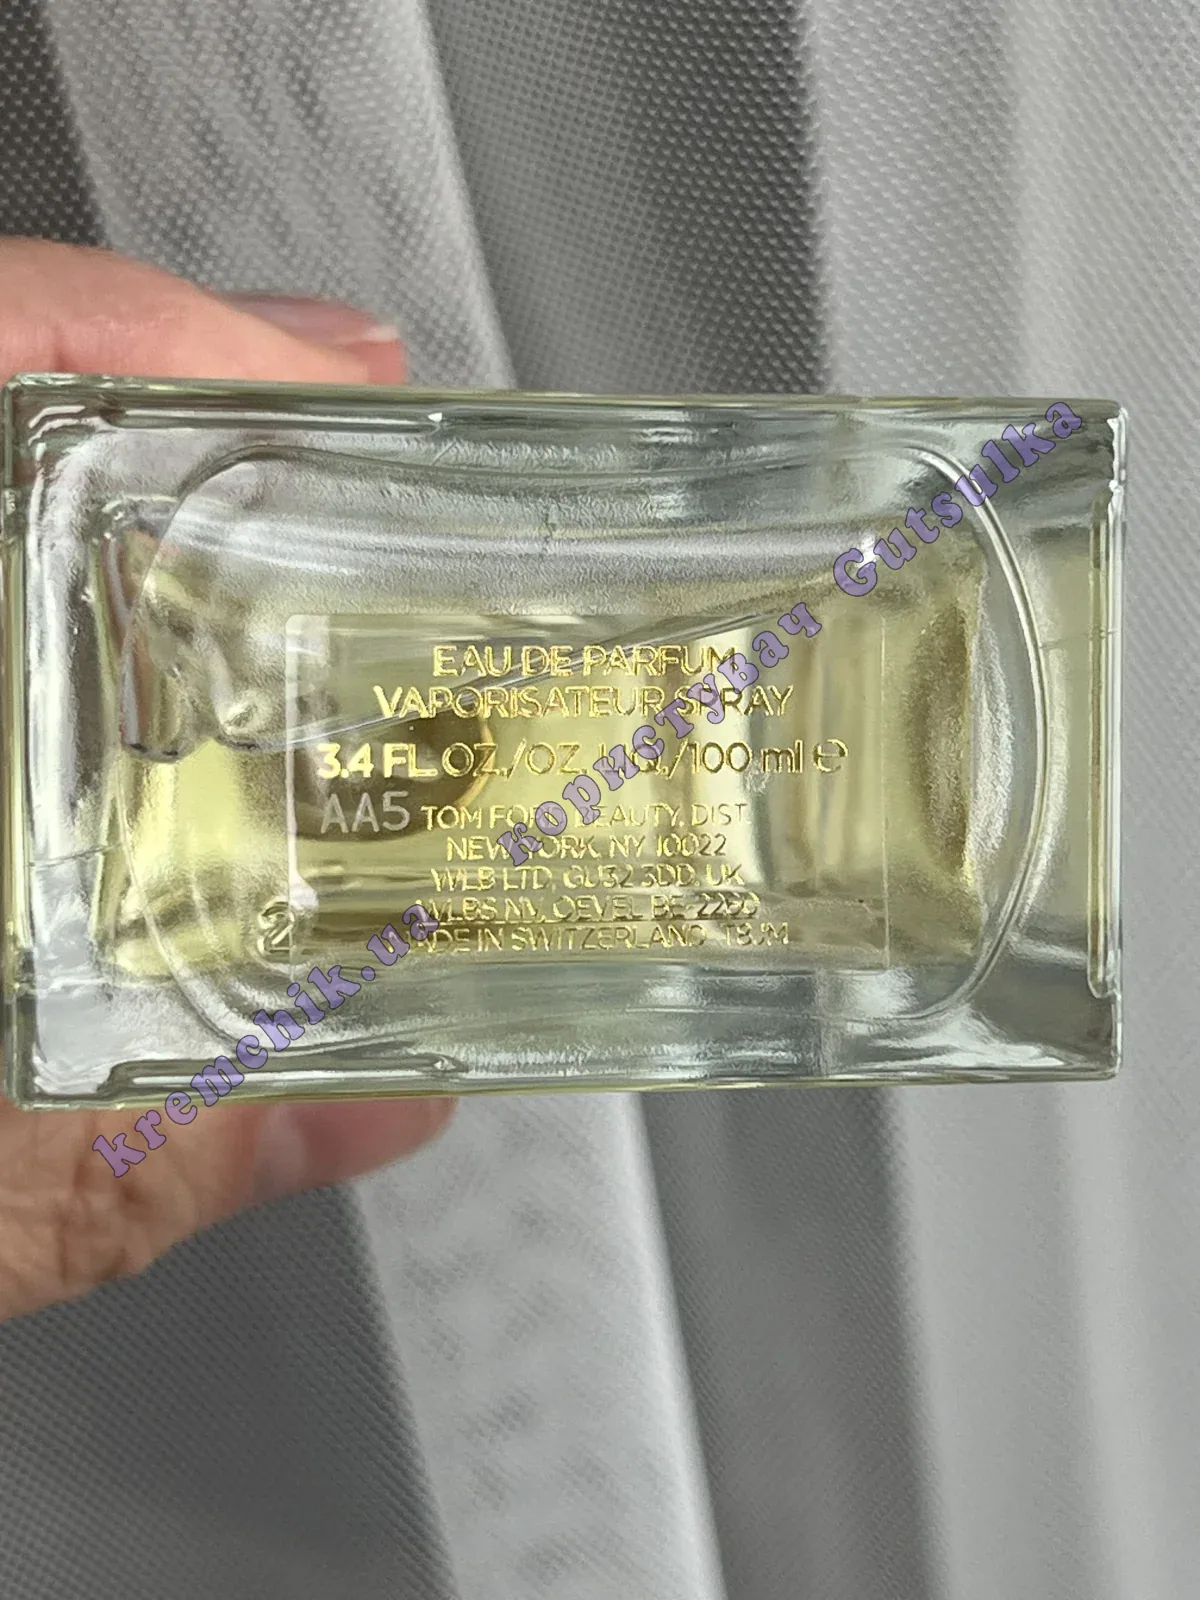 EAU DE PARFUM
VAPORISATEUR SPRAY
3.4 FL OZ./OZ. LIQ./100 ml ℮
AA5 TOM FORD BEAUTY, DIST.
NEW YORK, NY 10022
WLB LTD, GU32 3DD, UK
WLBS NV, OEVEL BE-2260
MADE IN SWITZERLAND T8JM
2
kremchik.ua користувач Gutsulka